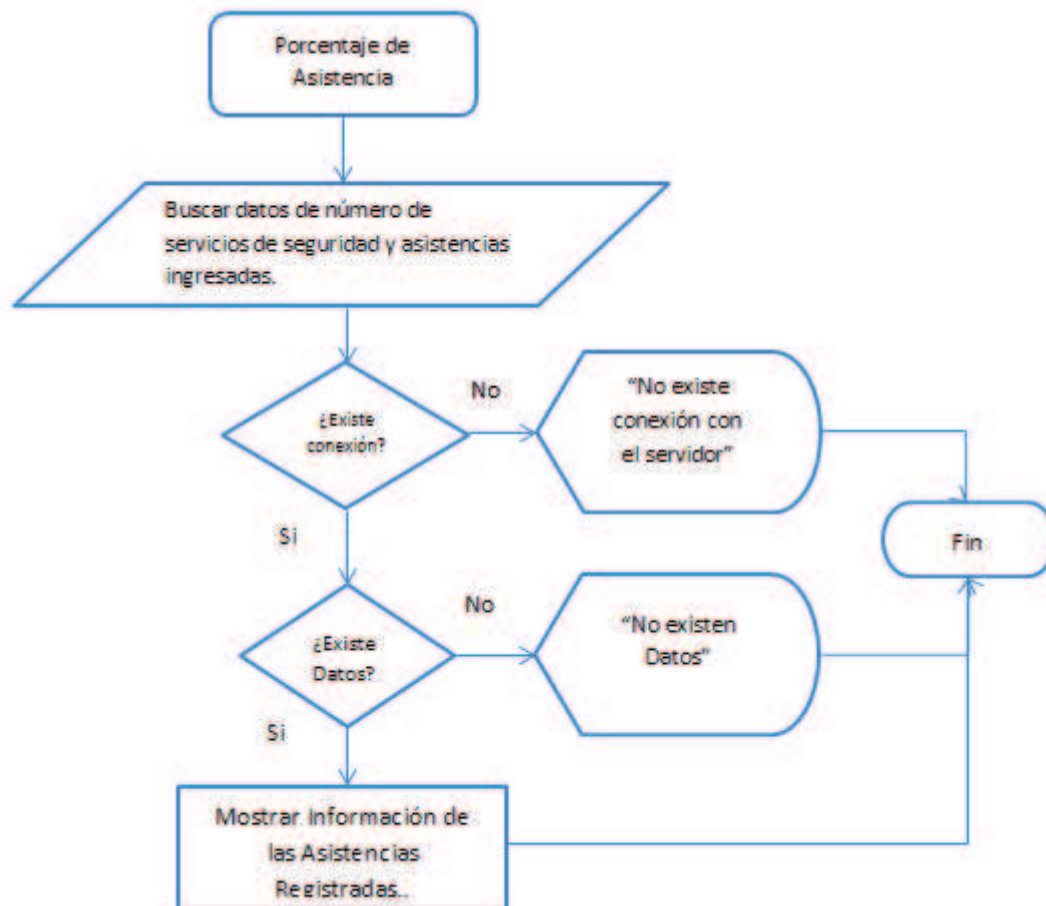 Porcentaje de
Asistencia
Buscar datos de número de
servicios de seguridad y asistencias
ingresadas.
¿Existe
conexión?
No
“No existe
conexión con
el servidor”
Si
Fin
¿Existe
Datos?
No
“No existen
Datos”
Si
Mostrar Información de
las Asistencias
Registradas..